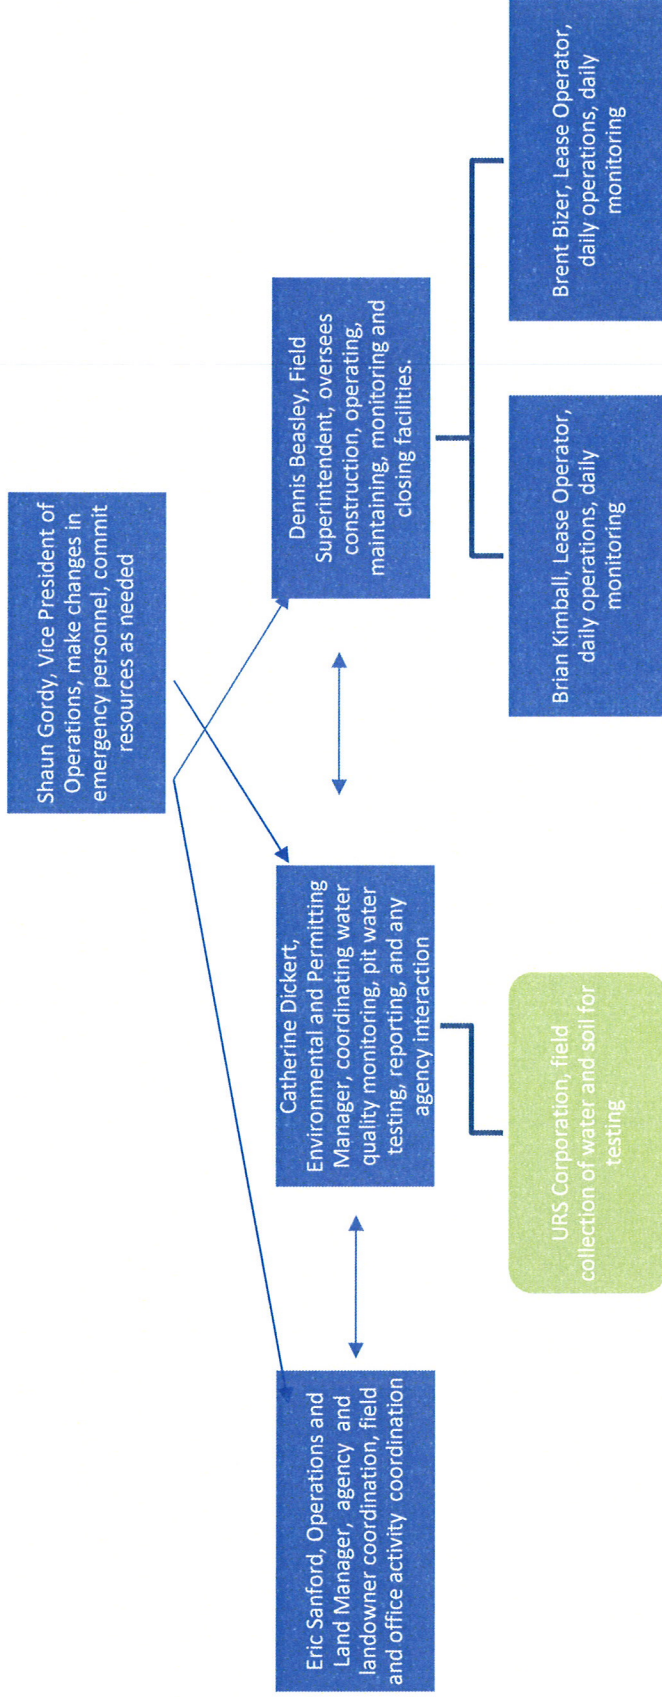 Shaun Gordy, Vice President of
Operations, make changes in
emergency personnel, commit
resources as needed
Eric Sanford, Operations and
Land Manager, agency and
landowner coordination, field
and office activity coordination
Catherine Dickert,
Environmental and Permitting
Manager, coordinating water
quality monitoring, pit water
testing, reporting, and any
agency interaction
Dennis Beasley, Field
Superintendent, oversees
construction, operating,
maintaining, monitoring and
closing facilities.
URS Corporation, field
collection of water and soil for
testing
Brian Kimball, Lease Operator,
daily operations, daily
monitoring
Brent Bizer, Lease Operator,
daily operations, daily
monitoring